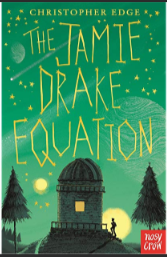 CHRISTOPHER EDGE
THE
JAMIE
DRAKE
EQUATION
nosy
crow